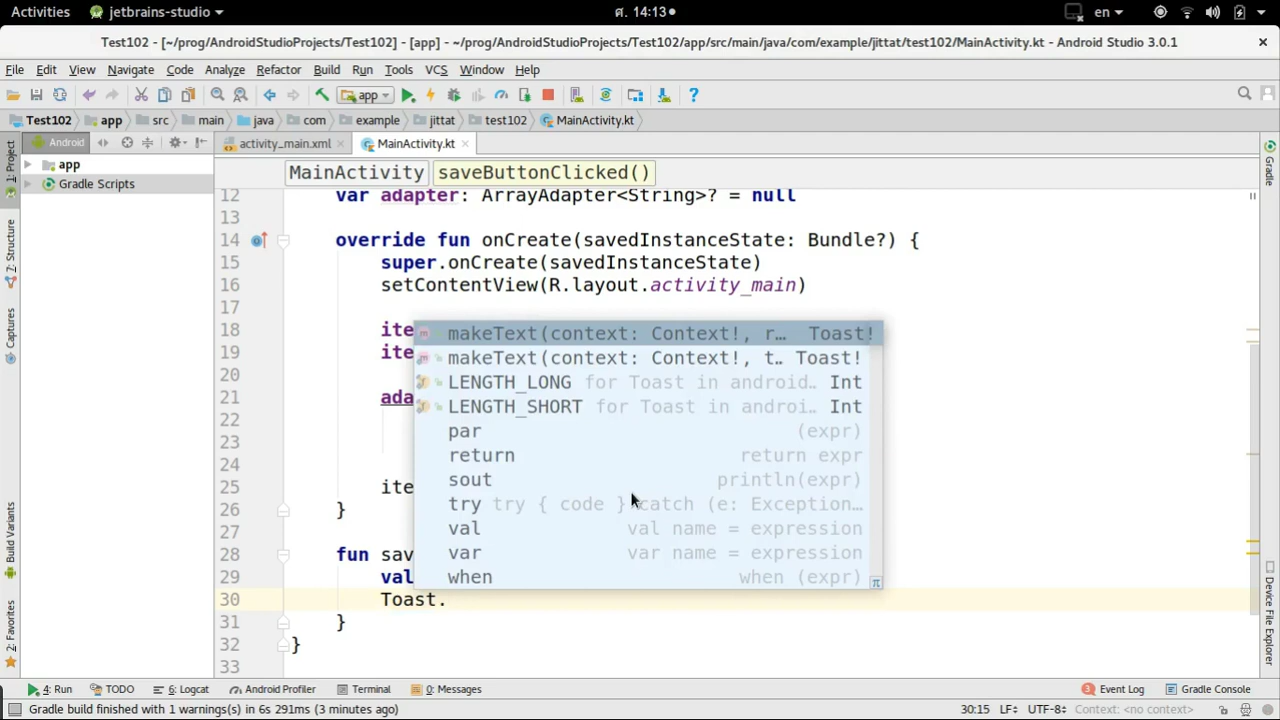 Activities jetbrains-studio ศ. 14:13 en
Test102 - [~/prog/AndroidStudioProjects/Test102] - [app] - ~/prog/AndroidStudioProjects/Test102/app/src/main/java/com/example/jittat/test102/MainActivity.kt - Android Studio 3.0.1
File Edit View Navigate Code Analyze Refactor Build Run Tools VCS Window Help
app
Test102 app src main java com example jittat test102 MainActivity.kt
Android activity_main.xml MainActivity.kt
MainActivity saveButtonClicked()
app
Gradle Scripts
1: Project
7: Structure
Captures
Build Variants
2: Favorites
Gradle
Device File Explorer
12 var adapter: ArrayAdapter<String>? = null
13
14 override fun onCreate(savedInstanceState: Bundle?) {
15 super.onCreate(savedInstanceState)
16 setContentView(R.layout.activity_main)
17
18 ite
19 ite
20
21 ada
22
23
24
25 ite
26 }
27
28 fun sav
29 val
30 Toast.
31 }
32 }
33
makeText(context: Context!, r… Toast!
makeText(context: Context!, t… Toast!
LENGTH_LONG for Toast in android… Int
LENGTH_SHORT for Toast in androi… Int
par (expr)
return return expr
sout println(expr)
try try { code } catch (e: Exception…
val val name = expression
var var name = expression
when when (expr)
π
4: Run TODO 6: Logcat Android Profiler Terminal 0: Messages 3 Event Log Gradle Console
Gradle build finished with 1 warnings(s) in 6s 291ms (3 minutes ago) 30:15 LF÷ UTF-8÷ Context: <no context>